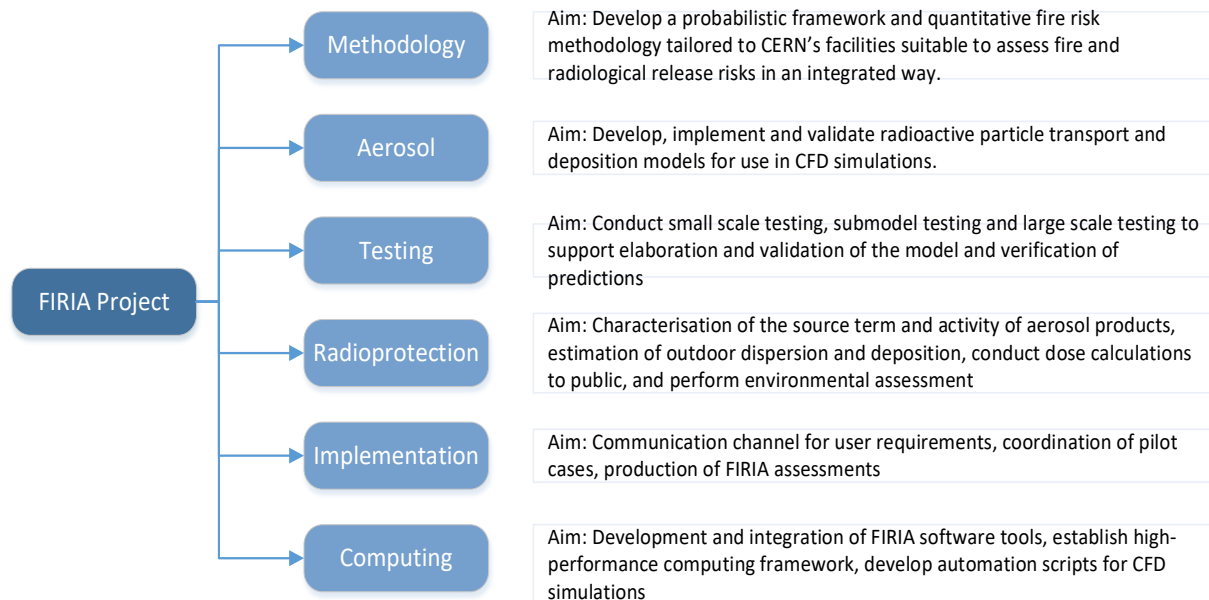 FIRIA Project
Methodology
Aim: Develop a probabilistic framework and quantitative fire risk
methodology tailored to CERN's facilities suitable to assess fire and
radiological release risks in an integrated way.
Aerosol
Aim: Develop, implement and validate radioactive particle transport and
deposition models for use in CFD simulations.
Testing
Aim: Conduct small scale testing, submodel testing and large scale testing to
support elaboration and validation of the model and verification of
predictions
Radioprotection
Aim: Characterisation of the source term and activity of aerosol products,
estimation of outdoor dispersion and deposition, conduct dose calculations
to public, and perform environmental assessment
Implementation
Aim: Communication channel for user requirements, coordination of pilot
cases, production of FIRIA assessments
Computing
Aim: Development and integration of FIRIA software tools, establish high-
performance computing framework, develop automation scripts for CFD
simulations